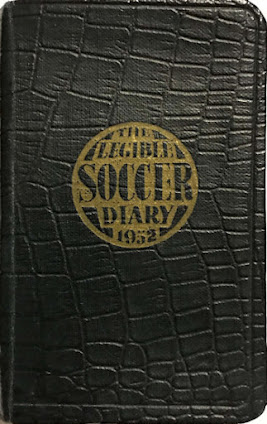 THE
LEGIBLE
SOCCER
DIARY
1952